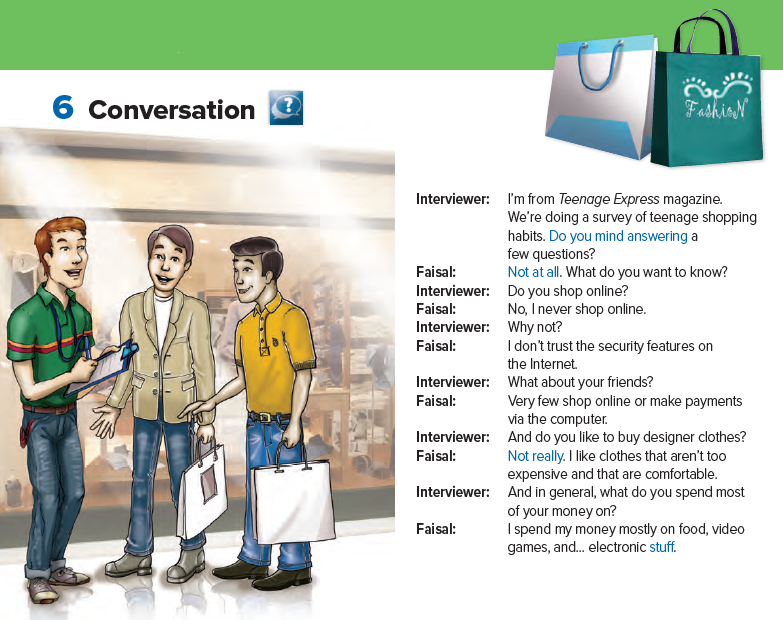 6 Conversation
?
FashioN
Interviewer: I'm from Teenage Express magazine.
We're doing a survey of teenage shopping
habits. Do you mind answering a
few questions?
Faisal: Not at all. What do you want to know?
Interviewer: Do you shop online?
Faisal: No, I never shop online.
Interviewer: Why not?
Faisal: I don't trust the security features on
the Internet.
Interviewer: What about your friends?
Faisal: Very few shop online or make payments
via the computer.
Interviewer: And do you like to buy designer clothes?
Faisal: Not really. I like clothes that aren't too
expensive and that are comfortable.
Interviewer: And in general, what do you spend most
of your money on?
Faisal: I spend my money mostly on food, video
games, and... electronic stuff.